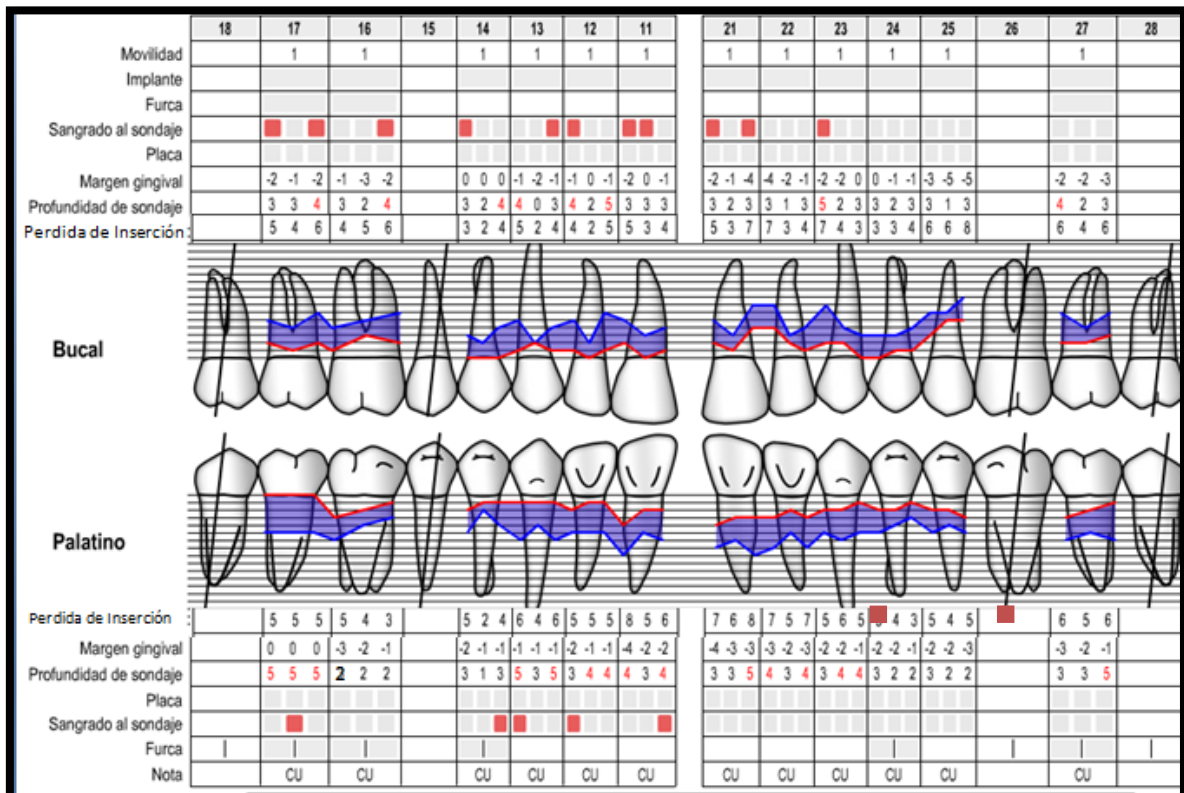 18 17 16 15 14 13 12 11 21 22 23 24 25 26 27 28
Movilidad 1 1 1 1 1 1 1 1 1 1 1 1
Implante
Furca
Sangrado al sondaje
Placa
Margen gingival -2 -1 -2 -1 -3 -2 0 0 0 -1 -2 -1 -1 0 -1 -2 0 -1 -2 -1 -4 -4 -2 -1 -2 -2 0 0 -1 -1 -3 -5 -5 -2 -2 -3
Profundidad de sondaje 3 3 4 3 2 4 3 2 4 4 0 3 4 2 5 3 3 3 3 2 3 3 1 3 5 2 3 3 2 3 3 1 3 4 2 3
Perdida de Inserción: 5 4 6 4 5 6 3 2 4 5 2 4 4 2 5 5 3 4 5 3 7 7 3 4 7 4 3 3 3 4 6 6 8 6 4 6
Bucal
Palatino
Perdida de Inserción : 5 5 5 5 4 3 5 2 4 6 4 6 5 5 5 8 5 6 7 6 8 7 5 7 5 6 5 4 3 5 4 5 6 5 6
Margen gingival 0 0 0 -3 -2 -1 -2 -1 -1 -1 -1 -1 -2 -1 -1 -4 -2 -2 -4 -3 -3 -3 -2 -3 -2 -2 -1 -2 -2 -1 -2 -2 -3 -3 -2 -1
Profundidad de sondaje 5 5 5 2 2 2 3 1 3 5 3 5 3 4 4 4 3 4 3 3 5 4 3 4 3 4 4 3 2 2 3 2 2 3 3 5
Placa
Sangrado al sondaje
Furca | | | | | | | |
Nota CU CU CU CU CU CU CU CU CU CU CU CU